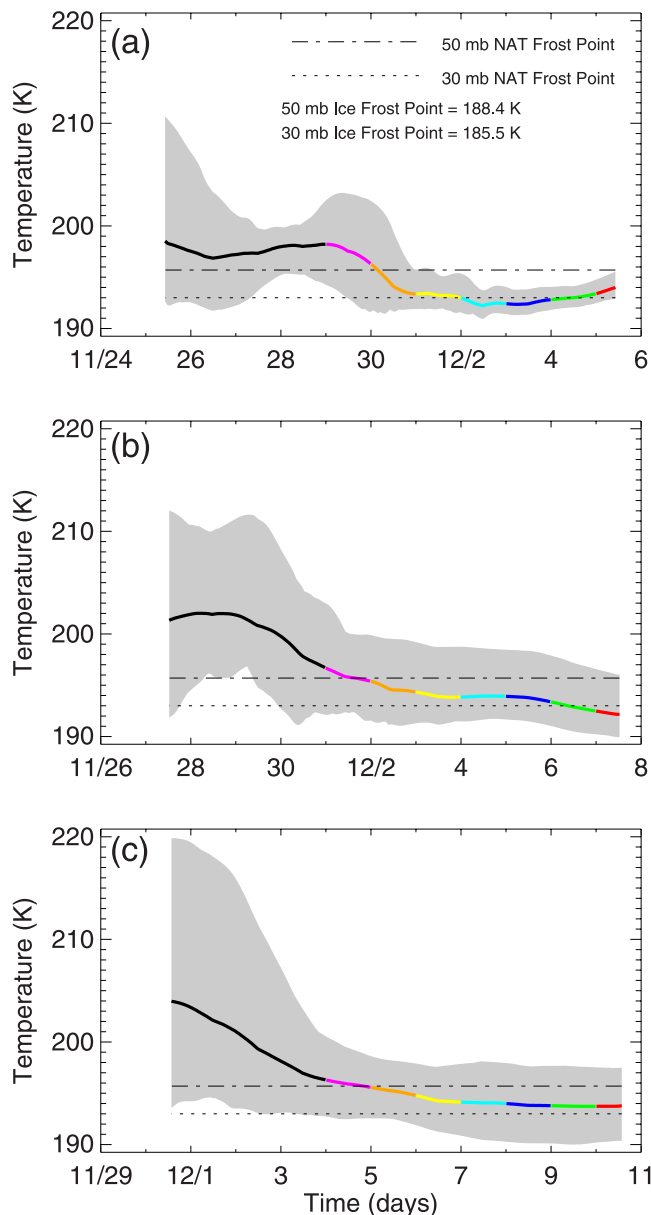 220
(a)
50 mb NAT Frost Point
30 mb NAT Frost Point
50 mb Ice Frost Point = 188.4 K
30 mb Ice Frost Point = 185.5 K
Temperature (K)
210
200
190
11/24 26 28 30 12/2 4 6
220
(b)
Temperature (K)
210
200
190
11/26 28 30 12/2 4 6 8
220
(c)
Temperature (K)
210
200
190
11/29 12/1 3 5 7 9 11
Time (days)